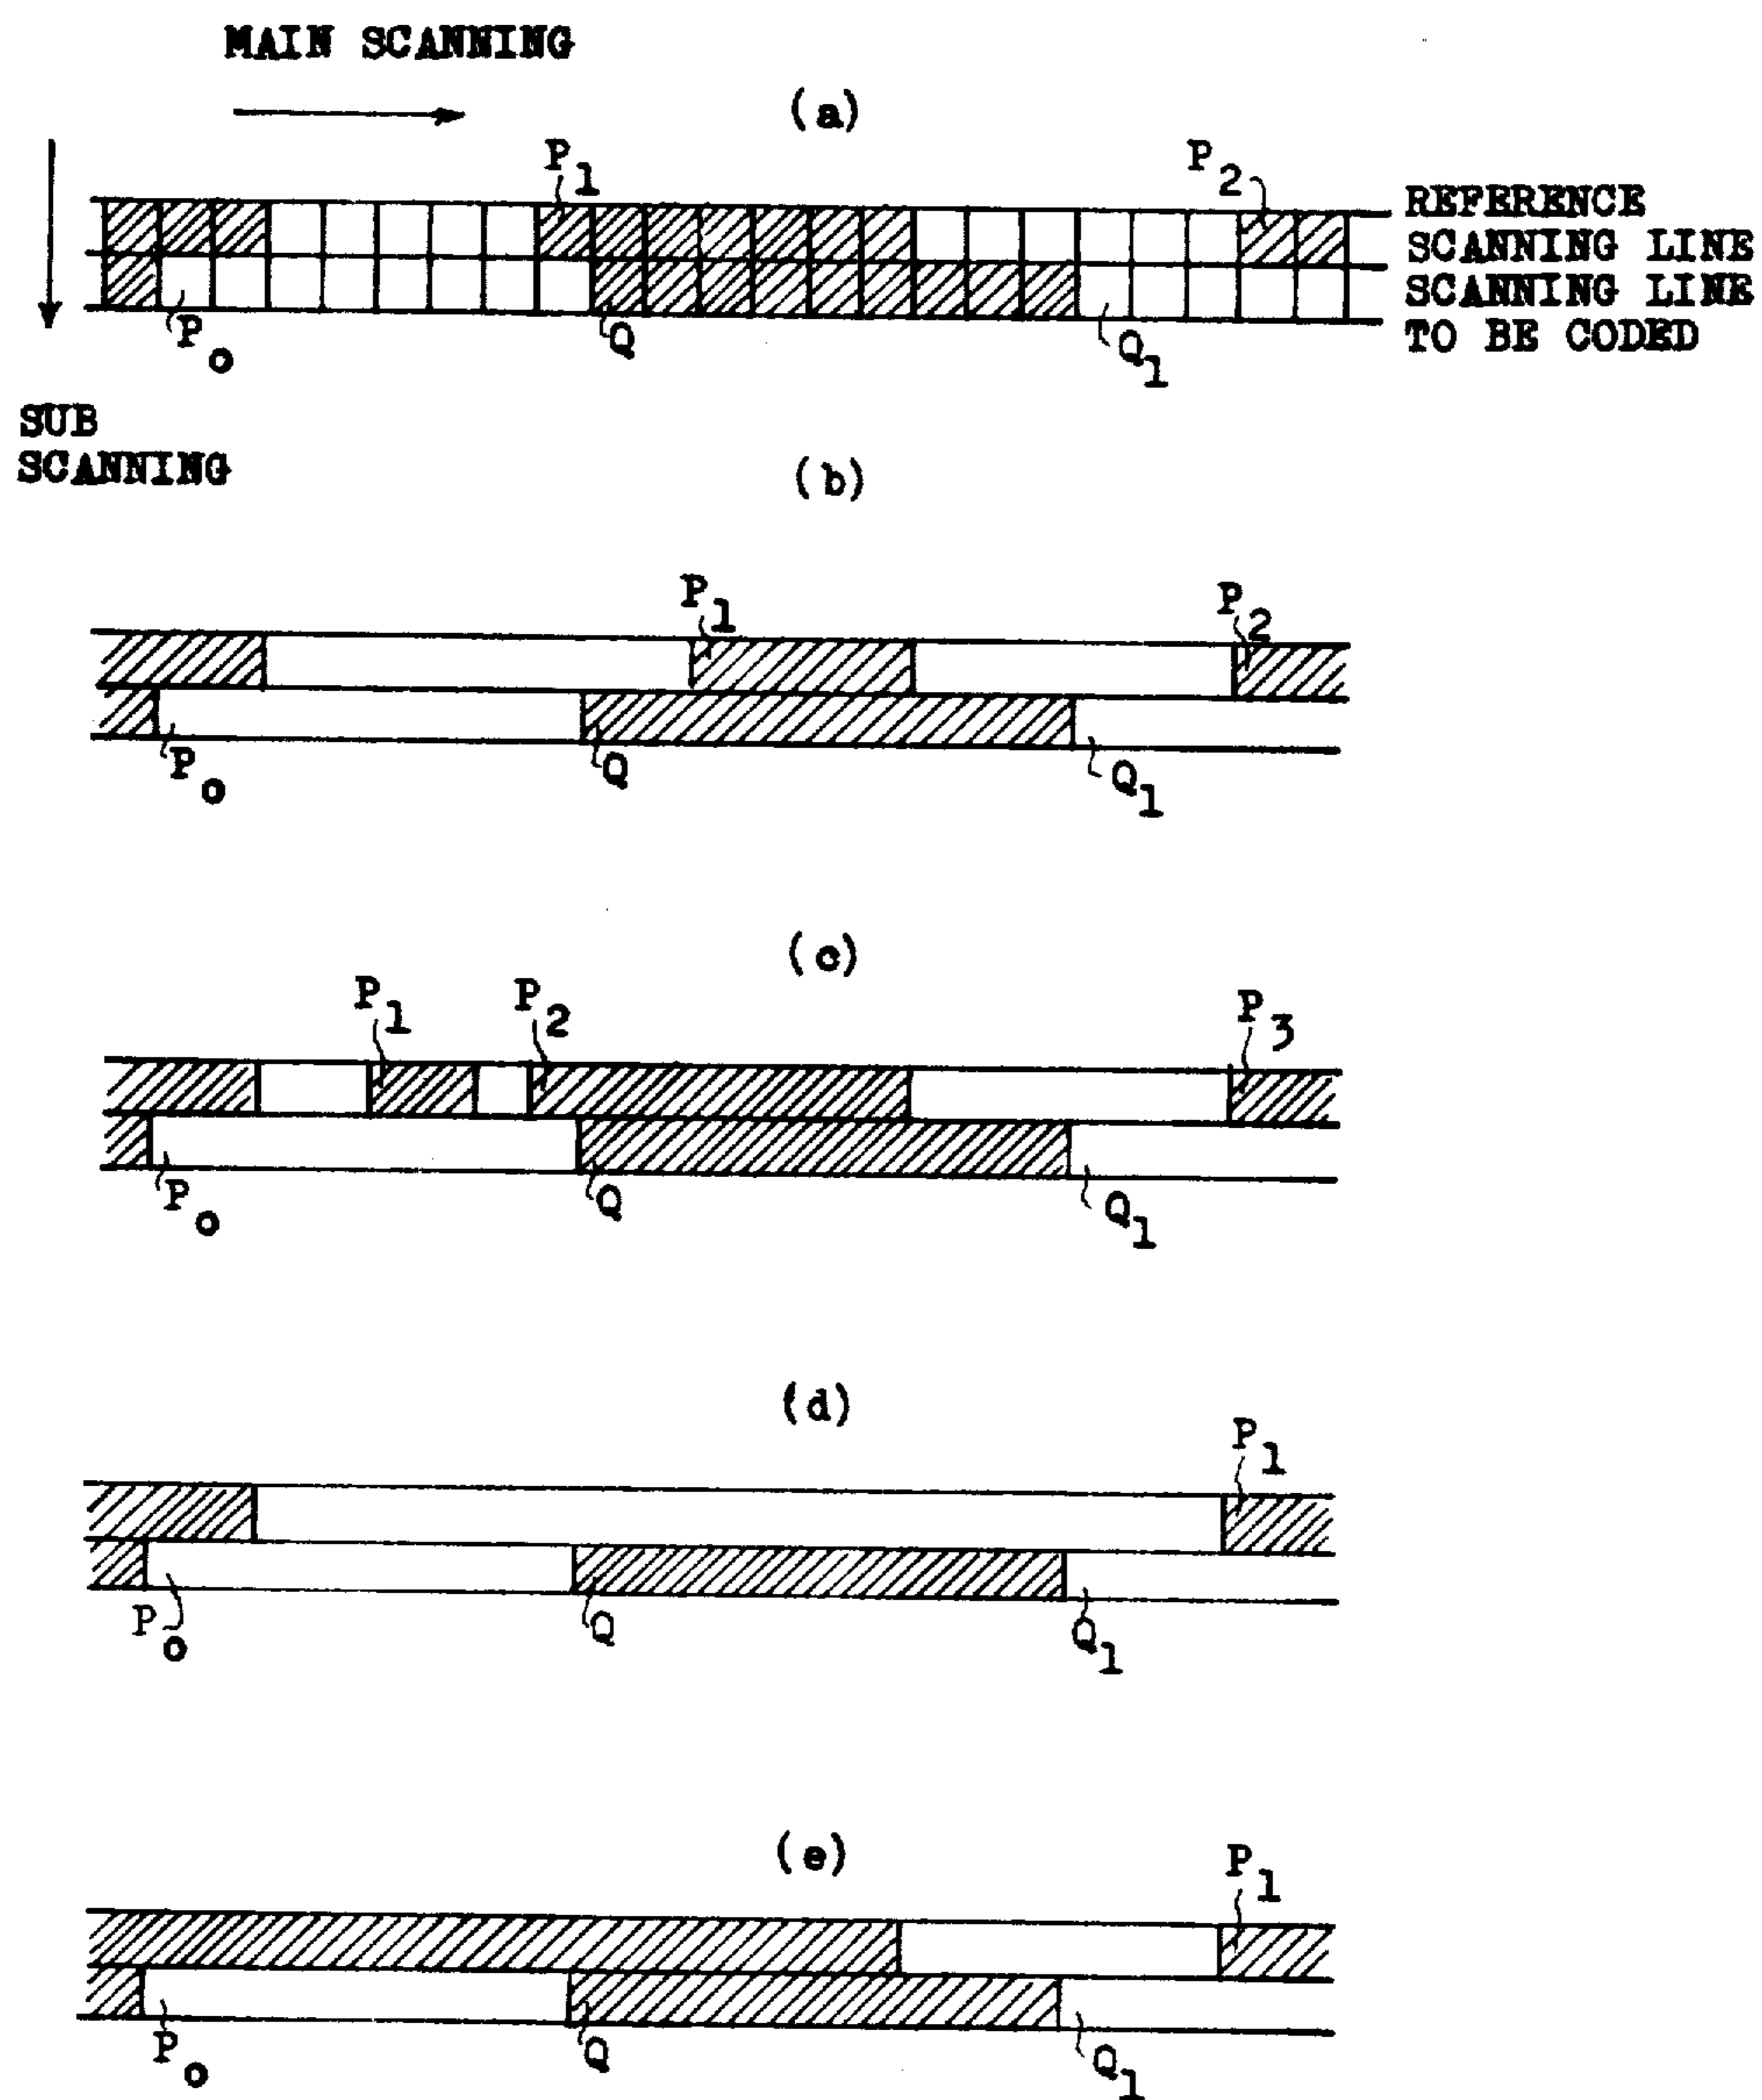 MAIN SCANNING
(a)
P1
P2
REFERENCE
SCANNING LINE
SCANNING LINE
TO BE CODED
Po
Q
Q1
SUB
SCANNING
(b)
P1
P2
Po
Q
Q1
(c)
P1
P2
P3
Po
Q
Q1
(d)
P1
Po
Q
Q1
(e)
P1
Po
Q
Q1